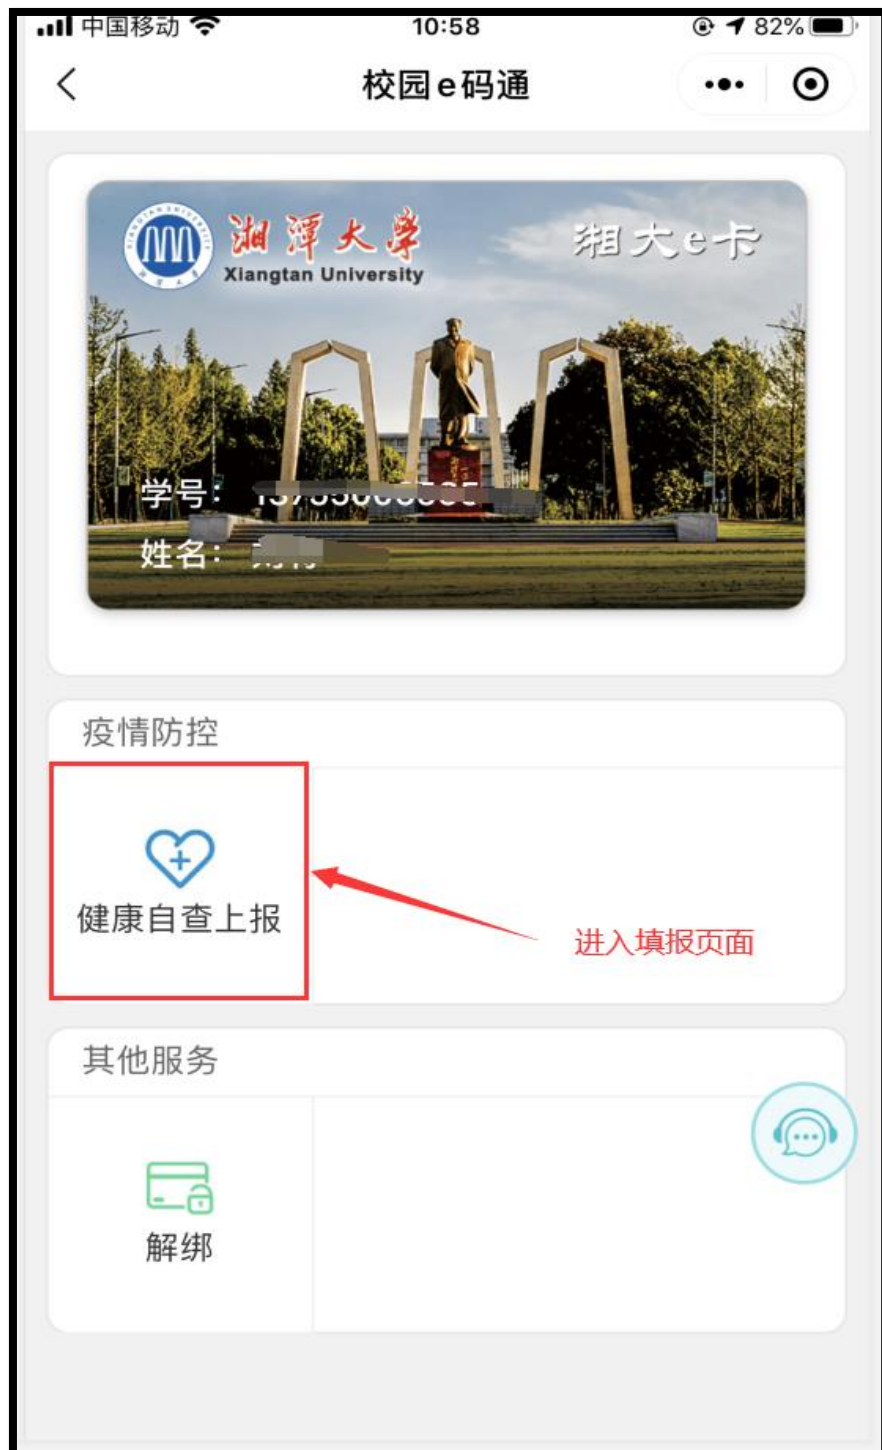 中国移动
10:58
82%
校园e码通
湘潭大学
Xiangtan University
湘大e卡
学号:
姓名:
疫情防控
健康自查上报
进入填报页面
其他服务
解绑